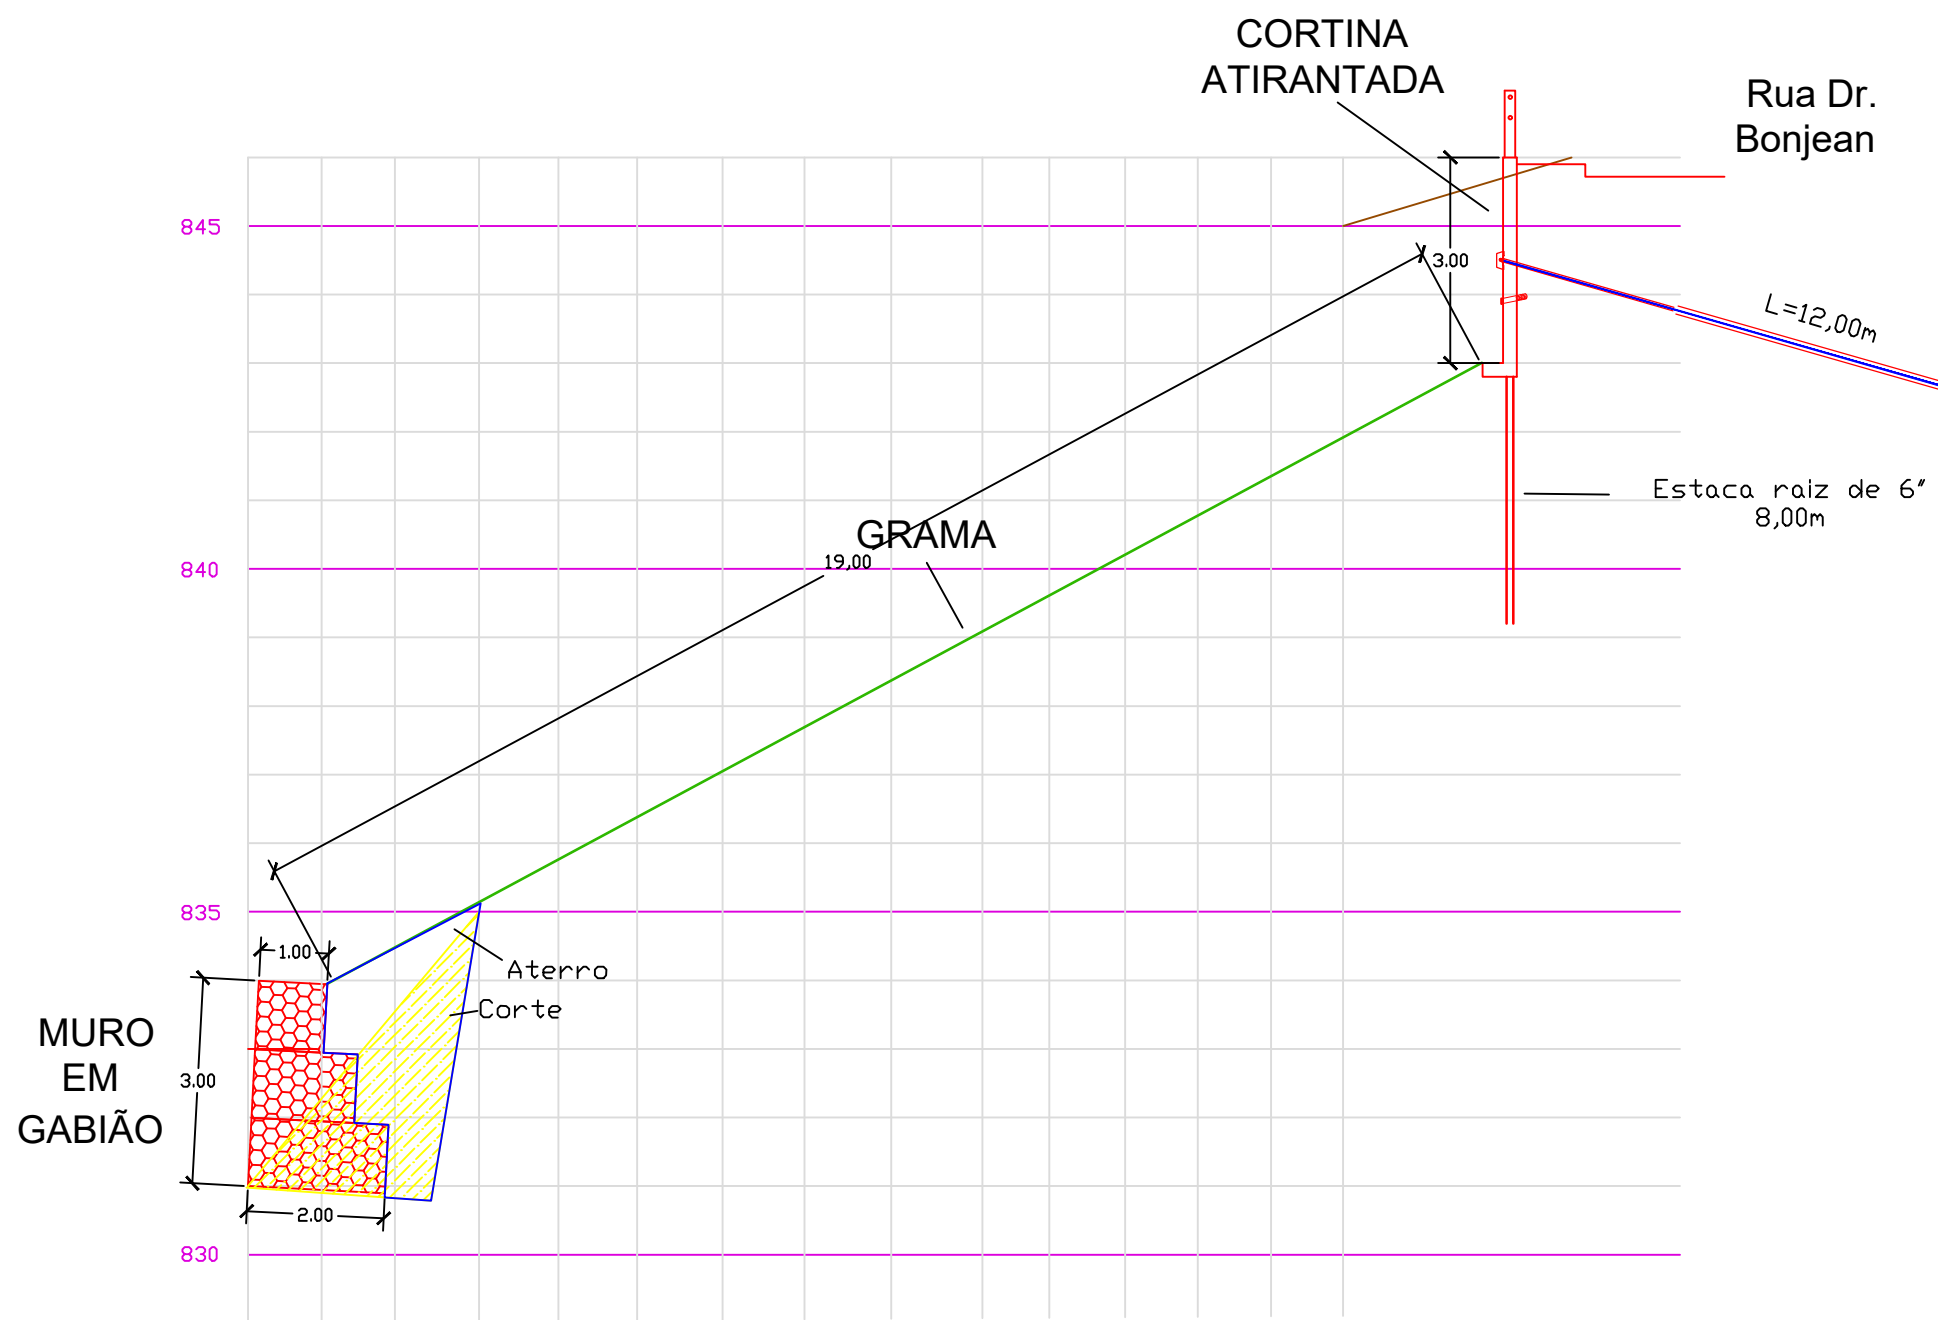 CORTINA
ATIRANTADA
Rua Dr.
Bonjean
845
3.00
L=12,00m
Estaca raiz de 6"
8,00m
GRAMA
19,00
840
835
1.00
Aterro
Corte
MURO
EM
GABIÃO
3.00
2.00
830